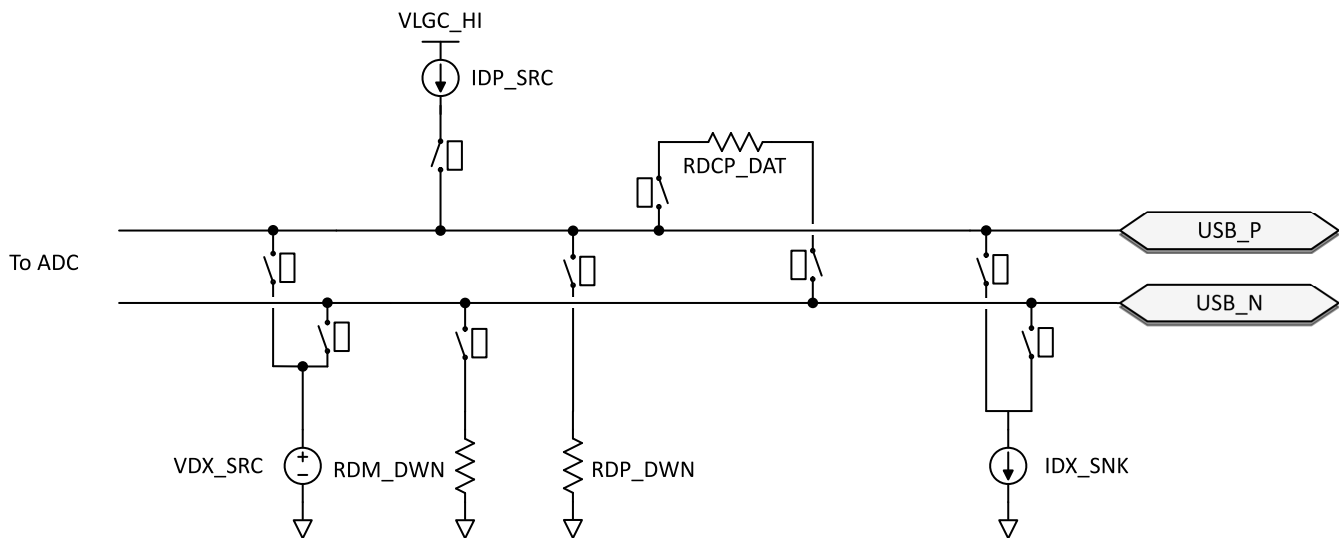 VLGC_HI
IDP_SRC
RDCP_DAT
USB_P
To ADC
USB_N
VDX_SRC
RDM_DWN
RDP_DWN
IDX_SNK